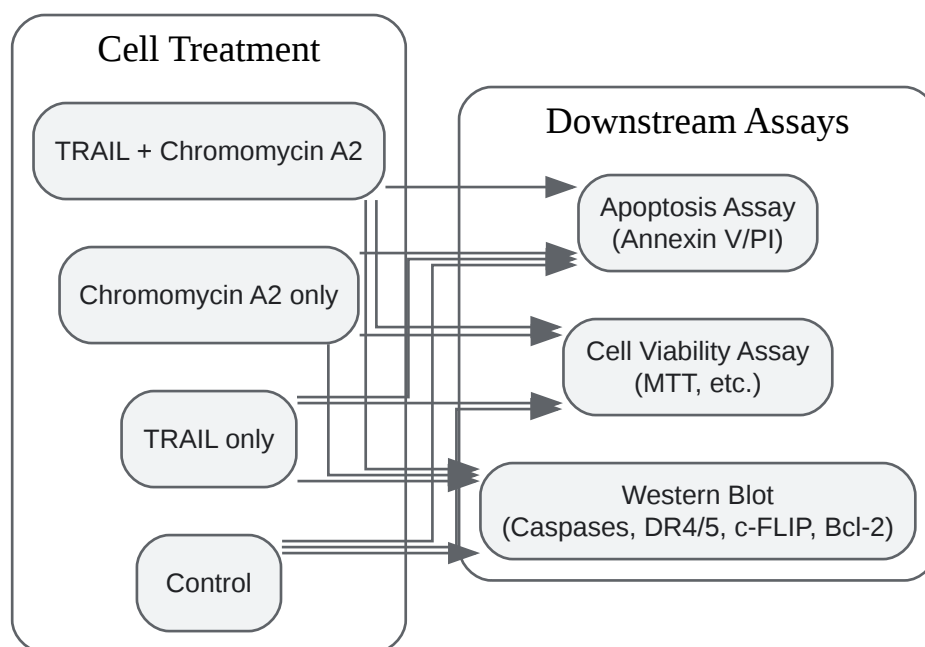 Cell Treatment
TRAIL + Chromomycin A2
Chromomycin A2 only
TRAIL only
Control
Downstream Assays
Apoptosis Assay
(Annexin V/PI)
Cell Viability Assay
(MTT, etc.)
Western Blot
(Caspases, DR4/5, c-FLIP, Bcl-2)